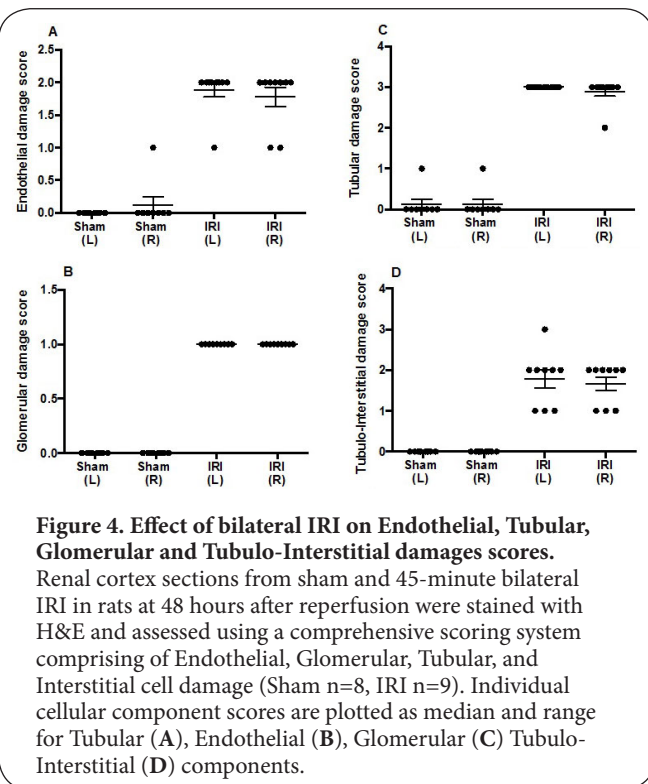 A
Endothelial damage score
2.5
2.0
1.5
1.0
0.5
0.0
Sham (L)
Sham (R)
IRI (L)
IRI (R)
C
Tubular damage score
4
3
2
1
0
Sham (L)
Sham (R)
IRI (L)
IRI (R)
B
Glomerular damage score
1.5
1.0
0.5
0.0
Sham (L)
Sham (R)
IRI (L)
IRI (R)
D
Tubulo-Interstitial damage score
4
3
2
1
0
Sham (L)
Sham (R)
IRI (L)
IRI (R)
Figure 4. Effect of bilateral IRI on Endothelial, Tubular,
Glomerular and Tubulo-Interstitial damages scores.
Renal cortex sections from sham and 45-minute bilateral
IRI in rats at 48 hours after reperfusion were stained with
H&E and assessed using a comprehensive scoring system
comprising of Endothelial, Glomerular, Tubular, and
Interstitial cell damage (Sham n=8, IRI n=9). Individual
cellular component scores are plotted as median and range
for Tubular (A), Endothelial (B), Glomerular (C) Tubulo-
Interstitial (D) components.